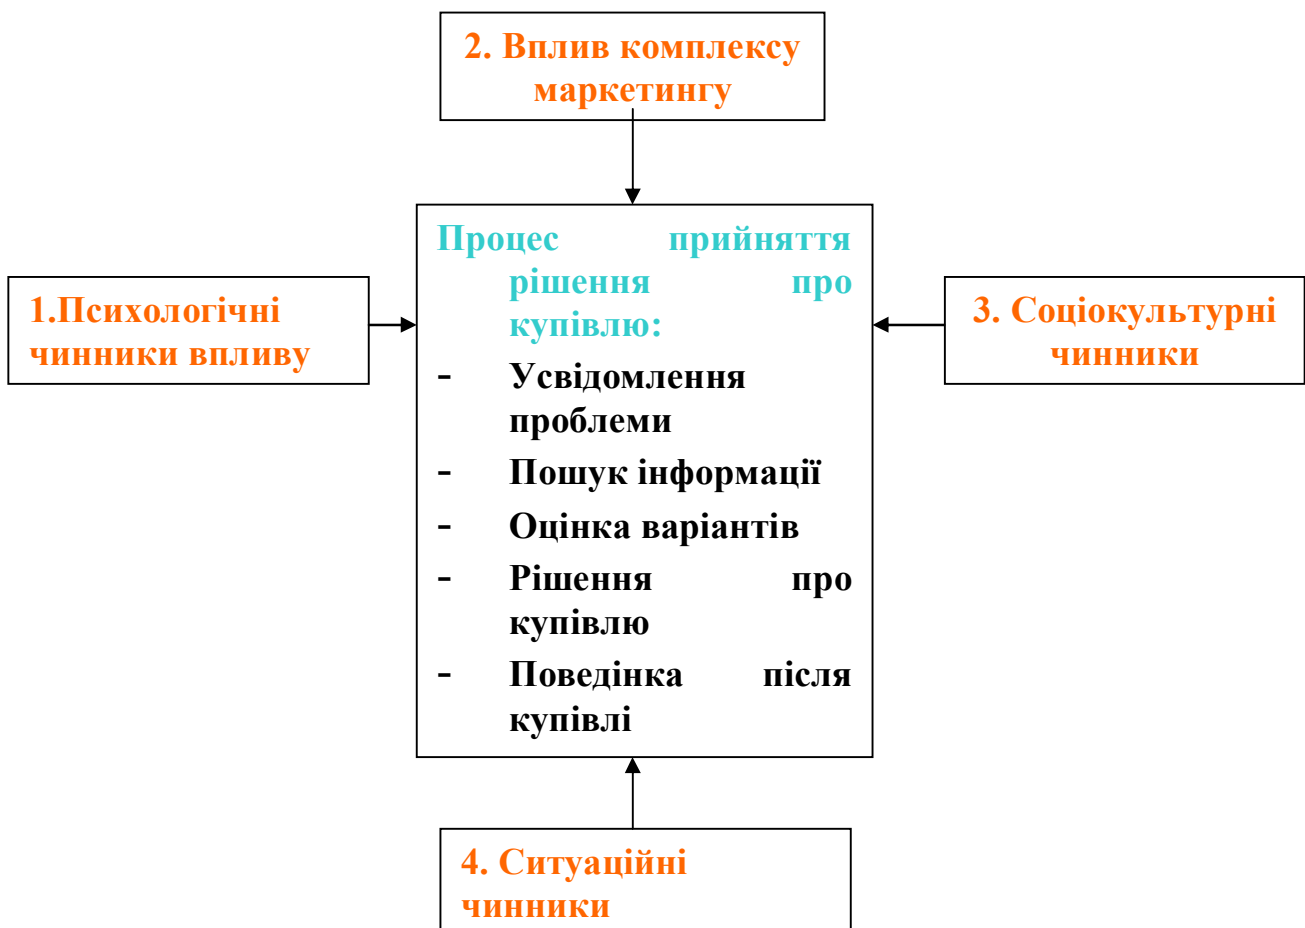 2. Вплив комплексу
маркетингу
Процес прийняття
рішення про
купівлю:
- Усвідомлення
проблеми
- Пошук інформації
- Оцінка варіантів
- Рішення про
купівлю
- Поведінка після
купівлі
1.Психологічні
чинники впливу
3. Соціокультурні
чинники
4. Ситуаційні
чинники